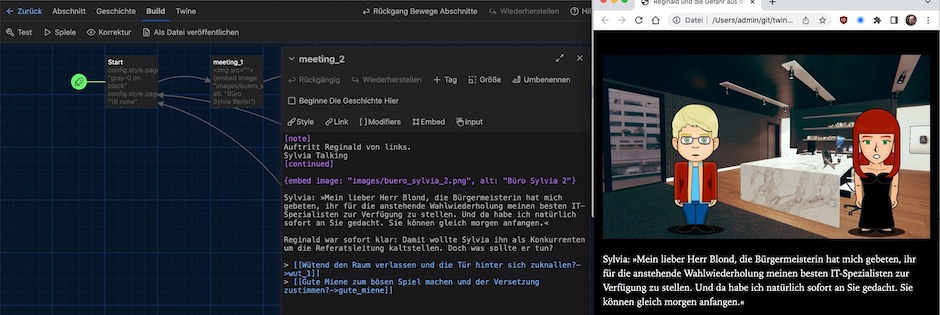 Zurück Abschnitt Geschichte Build Twine
Rückgang Bewege Abschnitte Wiederherstellen
Test Spiele Korrektur Als Datei veröffentlichen
Start
config.style.page
"gray-0 on
black"
config.style.page
"18 none"
meeting_1
<img src="">
{embed image:
"images/buero_s
alt: "Büro
Sylvia Berlin"}
meeting_2
Rückgängig Wiederherstellen + Tag Größe Umbenennen
Beginne Die Geschichte Hier
Style Link [ ] Modifiers Embed Input
[note]
Auftritt Reginald von links.
Sylvia Talking
[continued]
{embed image: "images/buero_sylvia_2.png", alt: "Büro Sylvia 2"}
Sylvia: »Mein lieber Herr Blond, die Bürgermeisterin hat mich
gebeten, ihr für die anstehende Wahlwiederholung meinen besten IT-
Spezialisten zur Verfügung zu stellen. Und da habe ich natürlich
sofort an Sie gedacht. Sie können gleich morgen anfangen.«
Reginald war sofort klar: Damit wollte Sylvia ihn als Konkurrenten
um die Referatsleitung kaltstellen. Doch was sollte er tun?
> [[Wütend den Raum verlassen und die Tür hinter sich zuknallen?-
>wut_1]]
> [[Gute Miene zum bösen Spiel machen und der Versetzung
zustimmen?->gute_miene]]
Reginald und die Gefahr aus d
Datei /Users/admin/git/twin...
Sylvia: »Mein lieber Herr Blond, die Bürgermeisterin hat mich gebeten, ihr
für die anstehende Wahlwiederholung meinen besten IT-Spezialisten zur
Verfügung zu stellen. Und da habe ich natürlich sofort an Sie gedacht. Sie
können gleich morgen anfangen.«